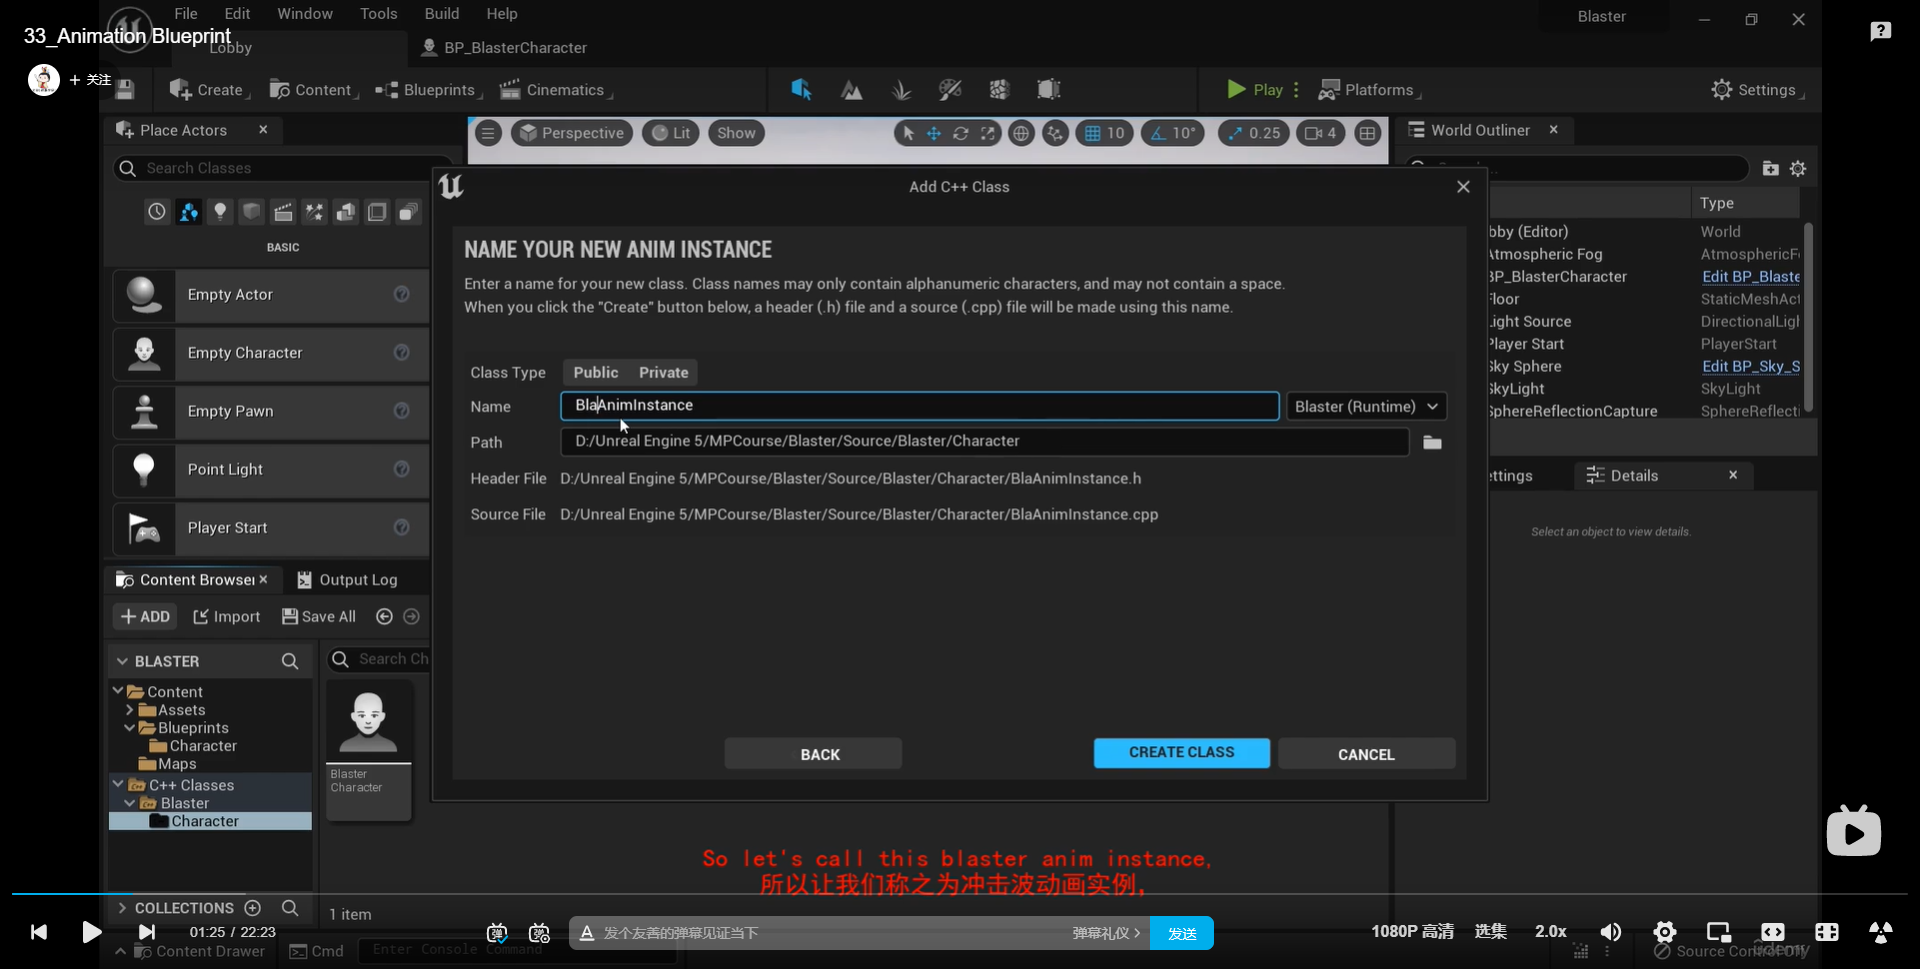 File Edit Window Tools Build Help
Blaster
33_Animation Blueprint
Lobby
BP_BlasterCharacter
+ 关注
Create
Content
Blueprints
Cinematics
Play
Platforms
Settings
Place Actors
Perspective
Lit
Show
10
10°
0.25
4
World Outliner
Search Classes
Add C++ Class
Type
BASIC
NAME YOUR NEW ANIM INSTANCE
Enter a name for your new class. Class names may only contain alphanumeric characters, and may not contain a space.
When you click the "Create" button below, a header (.h) file and a source (.cpp) file will be made using this name.
bby (Editor) World
Atmospheric Fog AtmosphericF
BP_BlasterCharacter Edit BP_Blaste
Floor StaticMeshAct
Light Source DirectionalLigh
Player Start PlayerStart
Sky Sphere Edit BP_Sky_S
SkyLight SkyLight
SphereReflectionCapture SphereReflecti
Empty Actor
Empty Character
Empty Pawn
Point Light
Player Start
Class Type Public Private
Name BlaAnimInstance Blaster (Runtime)
Path D:/Unreal Engine 5/MPCourse/Blaster/Source/Blaster/Character
Header File D:/Unreal Engine 5/MPCourse/Blaster/Source/Blaster/Character/BlaAnimInstance.h
Source File D:/Unreal Engine 5/MPCourse/Blaster/Source/Blaster/Character/BlaAnimInstance.cpp
ettings
Details
Select an object to view details.
Content Browser
Output Log
ADD
Import
Save All
BLASTER
Search Ch
Content
Assets
Blueprints
Character
Maps
C++ Classes
Blaster
Character
Blaster
Character
BACK
CREATE CLASS
CANCEL
So let's call this blaster anim instance,
所以让我们称之为冲击波动画实例,
COLLECTIONS
1 item
01:25 / 22:23
发个友善的弹幕见证当下
弹幕礼仪 >
发送
1080P 高清
选集
2.0x
Content Drawer
Cmd
Enter Console Command
Source Control Off
udemy